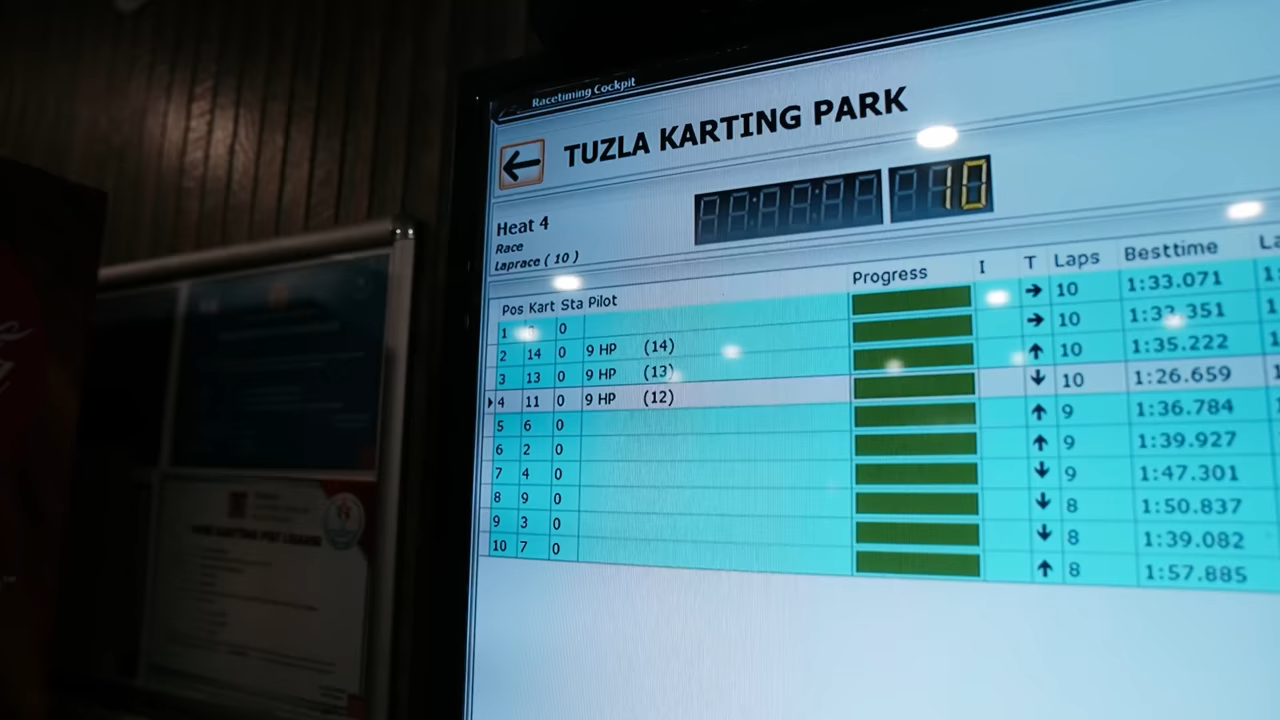 Racetiming Cockpit
TUZLA KARTING PARK
10
Heat 4
Race
Laprace ( 10 )
Pos Kart Sta Pilot Progress I T Laps Besttime
1 0 → 10 1:33.071
2 14 0 9 HP (14) → 10 1:33.351
3 13 0 9 HP (13) ↑ 10 1:35.222
4 11 0 9 HP (12) ↓ 10 1:26.659
5 6 0 ↑ 9 1:36.784
6 2 0 ↑ 9 1:39.927
7 4 0 ↓ 9 1:47.301
8 9 0 ↓ 8 1:50.837
9 3 0 ↓ 8 1:39.082
10 7 0 ↑ 8 1:57.885